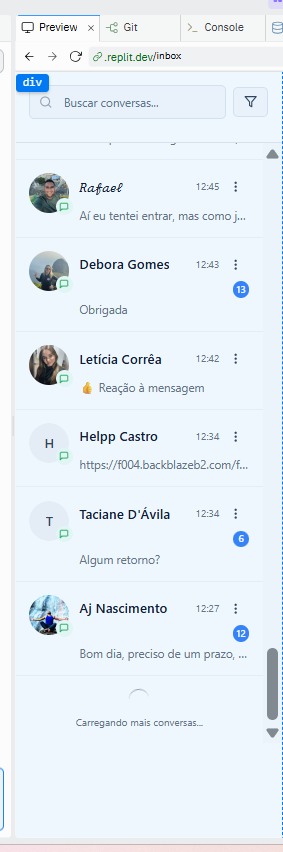 Preview
Git
Console
.replit.dev/inbox
div
Buscar conversas...
Rafael 12:45
Aí eu tentei entrar, mas como j...
Debora Gomes 12:43
13
Obrigada
Letícia Corrêa 12:42
👍 Reação à mensagem
H Helpp Castro 12:34
https://f004.backblazeb2.com/f...
T Taciane D'Ávila 12:34
6
Algum retorno?
Aj Nascimento 12:27
12
Bom dia, preciso de um prazo, ...
Carregando mais conversas...